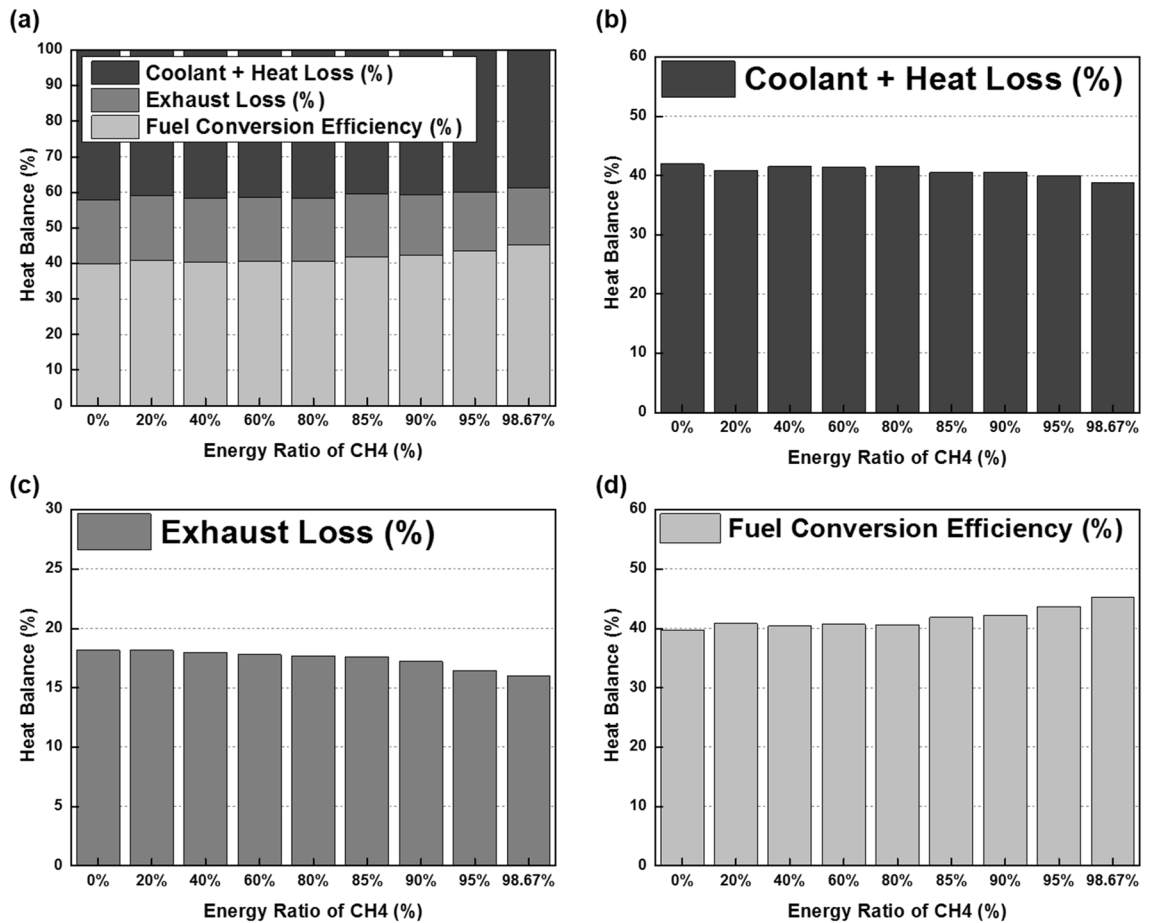 (a)
100
90
80
70
60
50
40
30
20
10
0
Heat Balance (%)
Coolant + Heat Loss (%)
Exhaust Loss (%)
Fuel Conversion Efficiency (%)
0% 20% 40% 60% 80% 85% 90% 95% 98.67%
Energy Ratio of CH4 (%)
(b)
60
50
40
30
20
10
0
Heat Balance (%)
Coolant + Heat Loss (%)
0% 20% 40% 60% 80% 85% 90% 95% 98.67%
Energy Ratio of CH4 (%)
(c)
30
25
20
15
10
5
0
Heat Balance (%)
Exhaust Loss (%)
0% 20% 40% 60% 80% 85% 90% 95% 98.67%
Energy Ratio of CH4 (%)
(d)
60
50
40
30
20
10
0
Heat Balance (%)
Fuel Conversion Efficiency (%)
0% 20% 40% 60% 80% 85% 90% 95% 98.67%
Energy Ratio of CH4 (%)